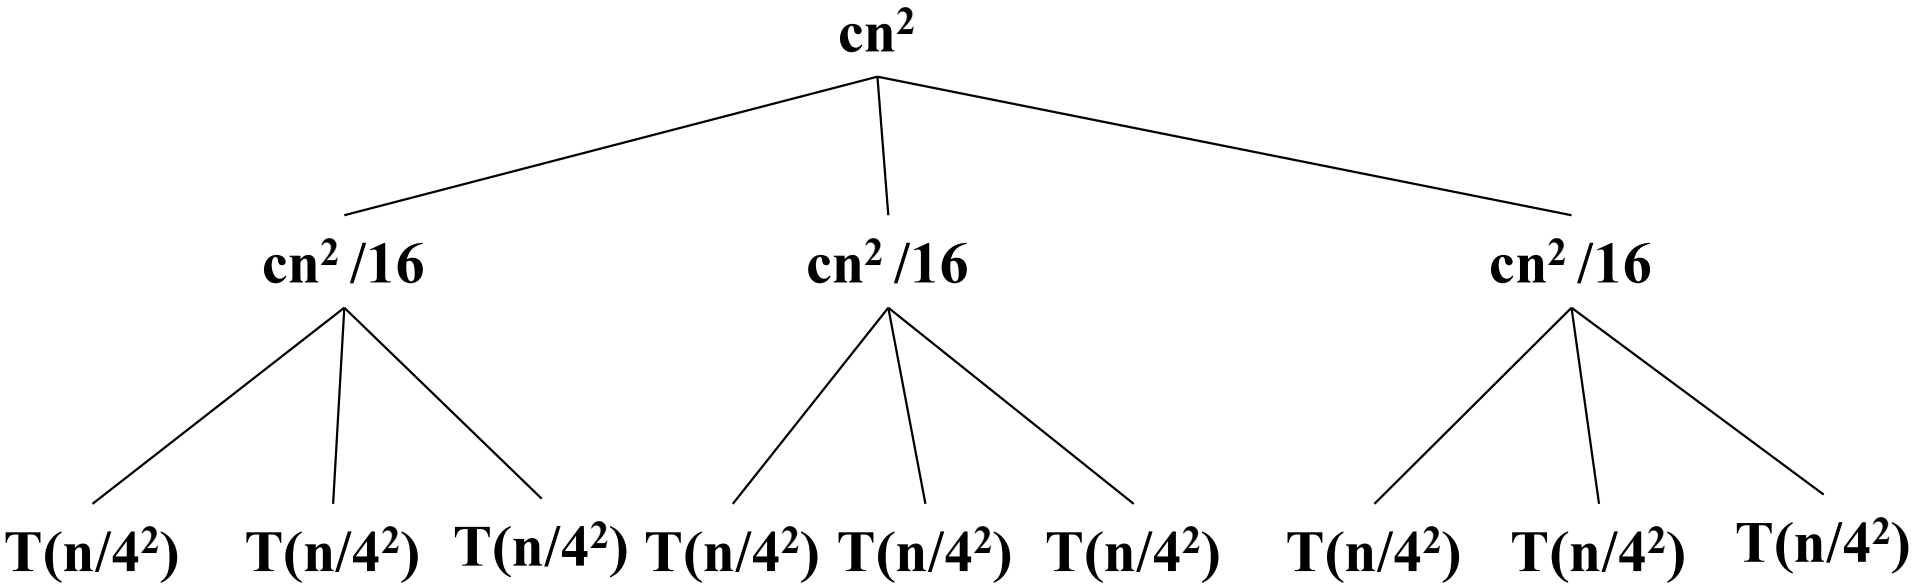 cn²
cn² /16 cn² /16 cn² /16
T(n/4²) T(n/4²) T(n/4²) T(n/4²) T(n/4²) T(n/4²) T(n/4²) T(n/4²) T(n/4²)